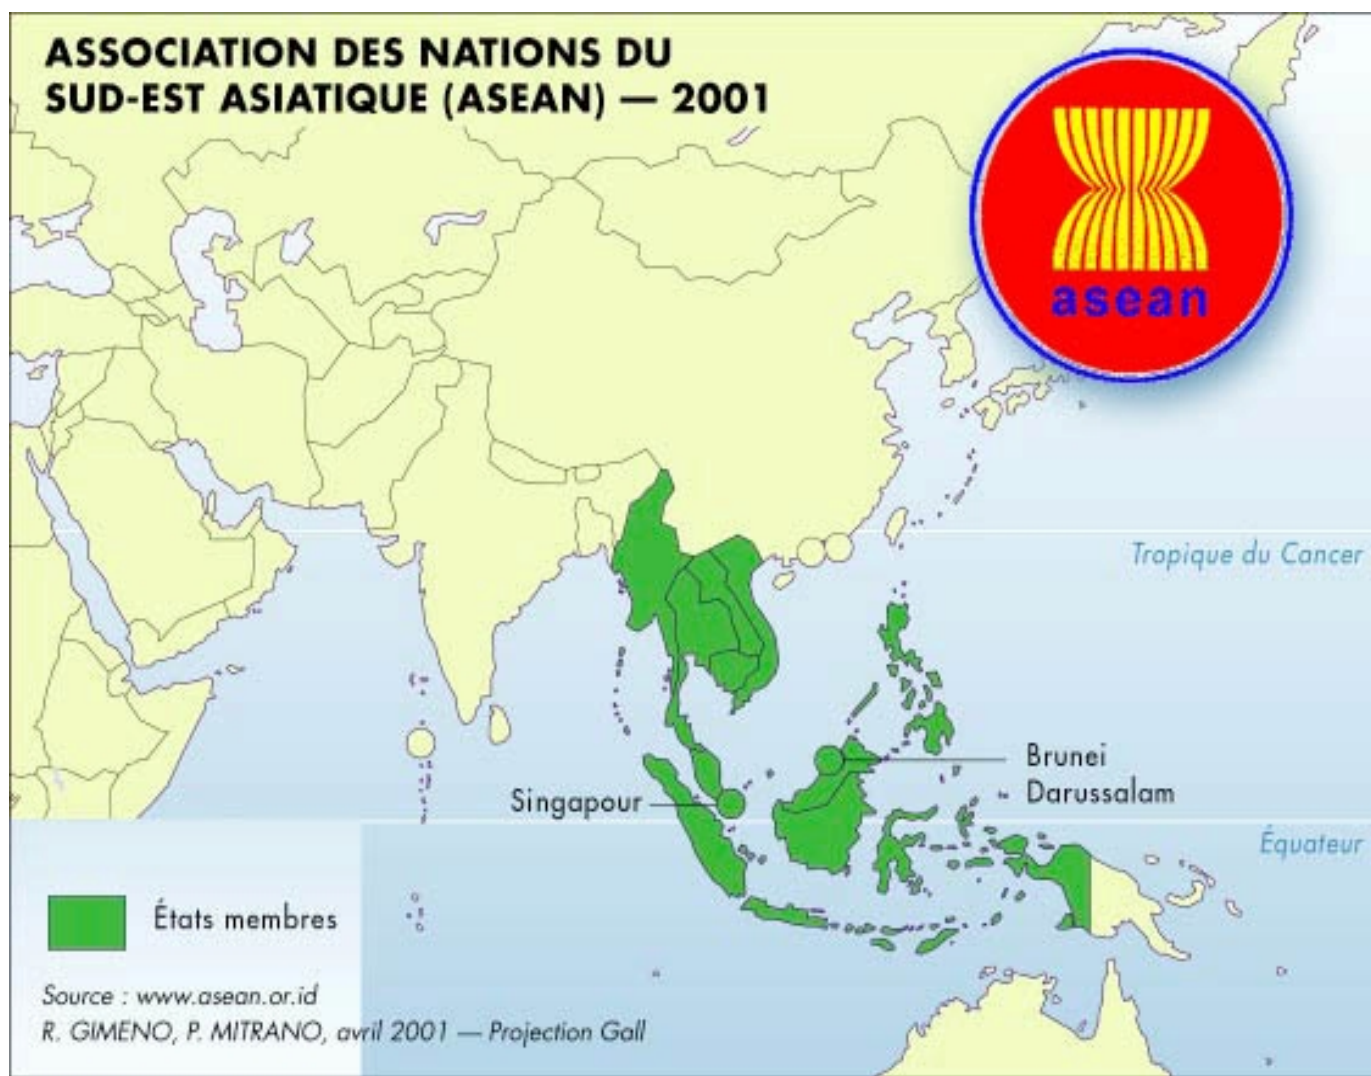 ASSOCIATION DES NATIONS DU
SUD-EST ASIATIQUE (ASEAN) — 2001
asean
Tropique du Cancer
Brunei
Darussalam
Singapour
Équateur
États membres
Source : www.asean.or.id
R. GIMENO, P. MITRANO, avril 2001 — Projection Gall